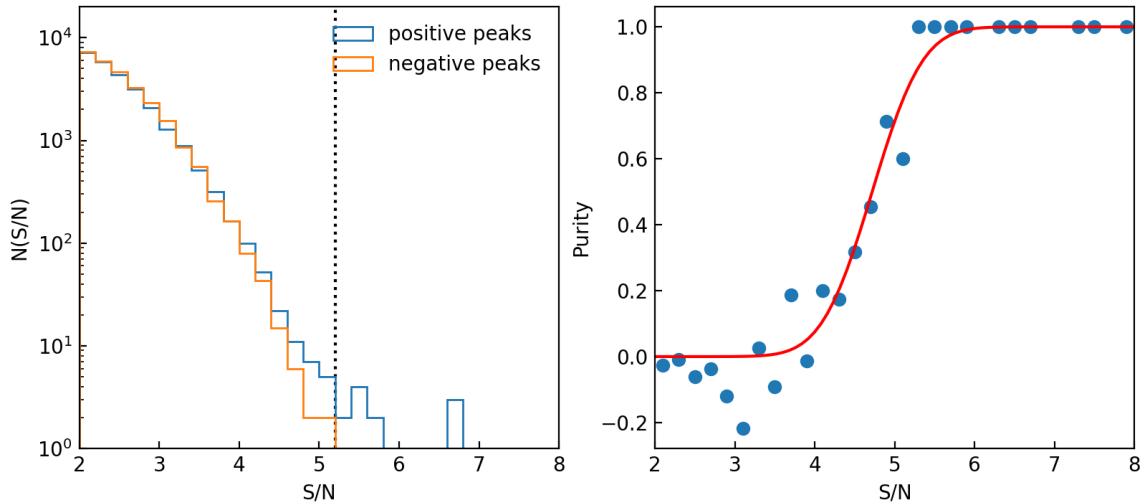 10⁴
10³
10²
10¹
10⁰
N(S/N)
positive peaks
negative peaks
2 3 4 5 6 7 8
S/N
1.0
0.8
0.6
0.4
0.2
0.0
−0.2
Purity
2 3 4 5 6 7 8
S/N